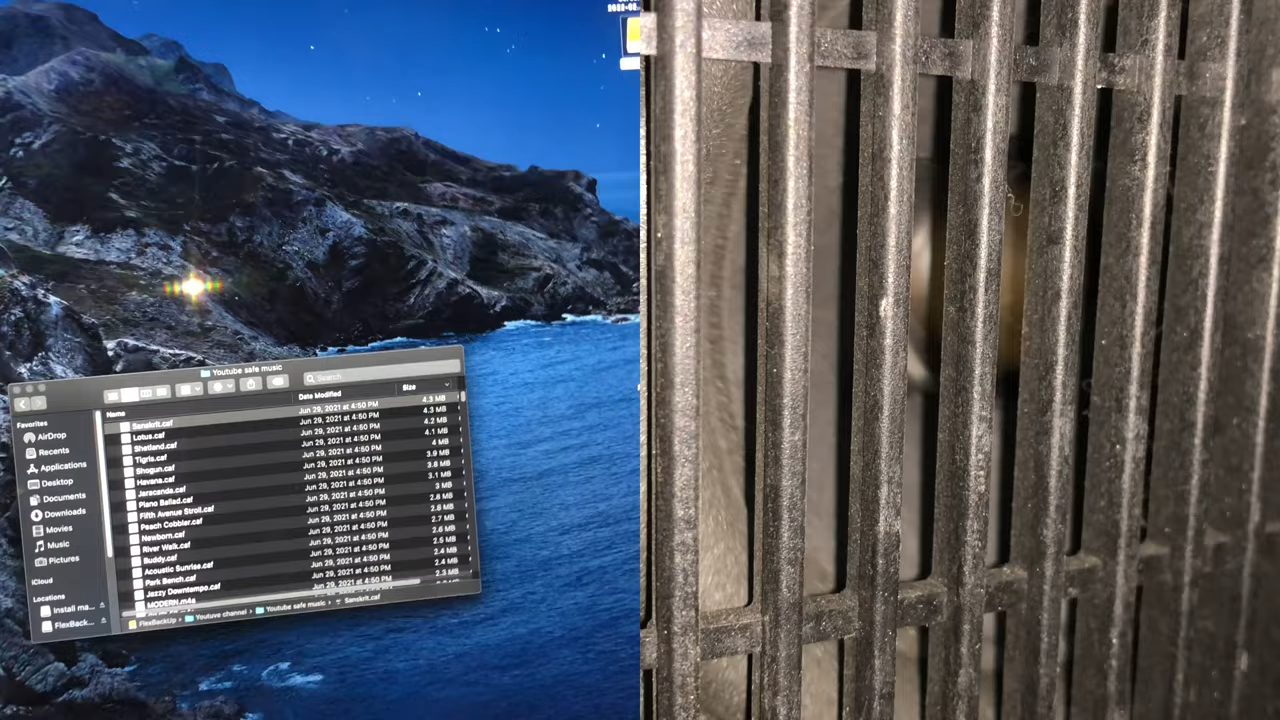 Youtube safe music
Search
Name Date Modified Size
Favorites
AirDrop
Recents
Applications
Desktop
Documents
Downloads
Movies
Music
Pictures
iCloud
Locations
Install ma...
FlexBack...
Sanskrit.caf Jun 29, 2021 at 4:50 PM 4.3 MB
Lotus.caf Jun 29, 2021 at 4:50 PM 4.3 MB
Shetland.caf Jun 29, 2021 at 4:50 PM 4.2 MB
Tigris.caf Jun 29, 2021 at 4:50 PM 4.1 MB
Shogun.caf Jun 29, 2021 at 4:50 PM 4 MB
Havana.caf Jun 29, 2021 at 4:50 PM 3.9 MB
Jaracanda.caf Jun 29, 2021 at 4:50 PM 3.8 MB
Piano Ballad.caf Jun 29, 2021 at 4:50 PM 3.1 MB
Fifth Avenue Stroll.caf Jun 29, 2021 at 4:50 PM 3 MB
Peach Cobbler.caf Jun 29, 2021 at 4:50 PM 2.8 MB
Newborn.caf Jun 29, 2021 at 4:50 PM 2.8 MB
River Walk.caf Jun 29, 2021 at 4:50 PM 2.7 MB
Buddy.caf Jun 29, 2021 at 4:50 PM 2.6 MB
Acoustic Sunrise.caf Jun 29, 2021 at 4:50 PM 2.5 MB
Park Bench.caf Jun 29, 2021 at 4:50 PM 2.4 MB
Jazzy Downtempo.caf Jun 29, 2021 at 4:50 PM 2.4 MB
MODERN.m4a Jun 29, 2021 at 4:50 PM 2.3 MB
FlexBackUp › Youtuve channel › Youtube safe music › Sanskrit.caf